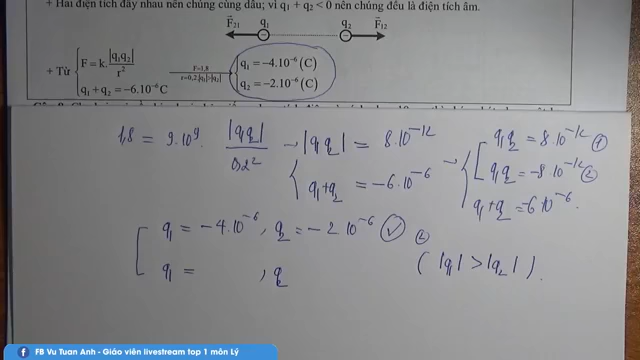 + Hai điện tích đẩy nhau nên chúng cùng dấu; vì q₁ + q₂ < 0 nên chúng đều là điện tích âm.
F⃗₂₁ q₁ q₂ F⃗₁₂
+ Từ { F = k.|q₁q₂|/r² ; q₁ + q₂ = −6.10⁻⁶C F=1,8 r=0,2;|q₁|>|q₂| { q₁ = −4.10⁻⁶ (C) ; q₂ = −2.10⁻⁶ (C)
1,8 = 9.10⁹. |q₁q₂|/0,2² → |q₁q₂| = 8.10⁻¹²
{ q₁+q₂ = −6.10⁻⁶
→ { [ q₁q₂ = 8.10⁻¹² ①
q₁q₂ = −8.10⁻¹² ②
q₁ + q₂ = −6.10⁻⁶.
[ q₁ = −4.10⁻⁶, q₂ = −2.10⁻⁶ ✓ ②
q₁ = , q₂ ( |q₁| > |q₂| ).
FB Vu Tuan Anh - Giáo viên livestream top 1 môn Lý